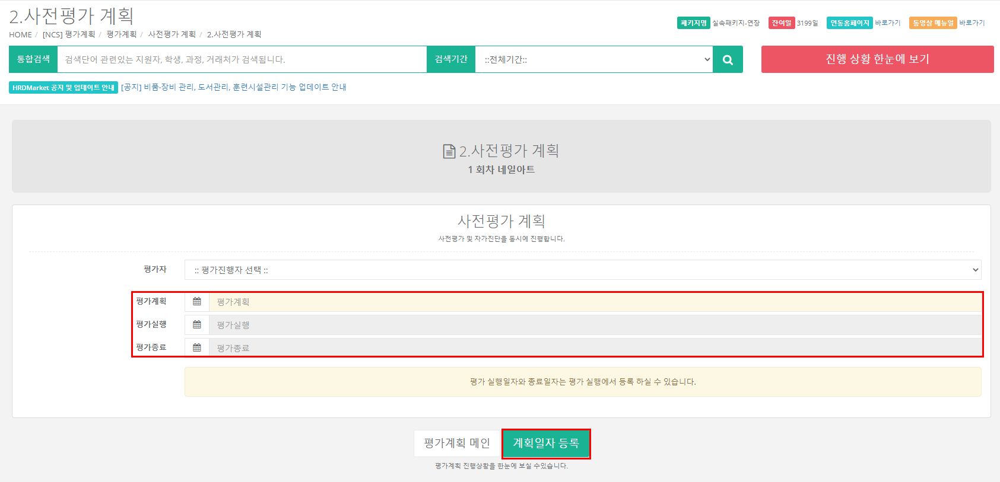 2.사전평가 계획
HOME / [NCS] 평가계획 / 평가계획 / 사전평가 계획 / 2.사전평가 계획
패키지명 실속패키지-연장 잔여일 3199일 연동홈페이지 바로가기 동영상 매뉴얼 바로가기
통합검색 검색단어 관련있는 지원자, 학생, 과정, 거래처가 검색됩니다. 검색기간 ::전체기간::
진행 상황 한눈에 보기
HRDMarket 공지 및 업데이트 안내 [공지] 비품·장비 관리, 도서관리, 훈련시설관리 기능 업데이트 안내
2.사전평가 계획
1 회차 네일아트
사전평가 계획
사전평가 및 자가진단을 동시에 진행합니다.
평가자 :: 평가진행자 선택 ::
평가계획 평가계획
평가실행 평가실행
평가종료 평가종료
평가 실행일자와 종료일자는 평가 실행에서 등록 하실 수 있습니다.
평가계획 메인 계획일자 등록
평가계획 진행상황을 한눈에 보실 수있습니다.